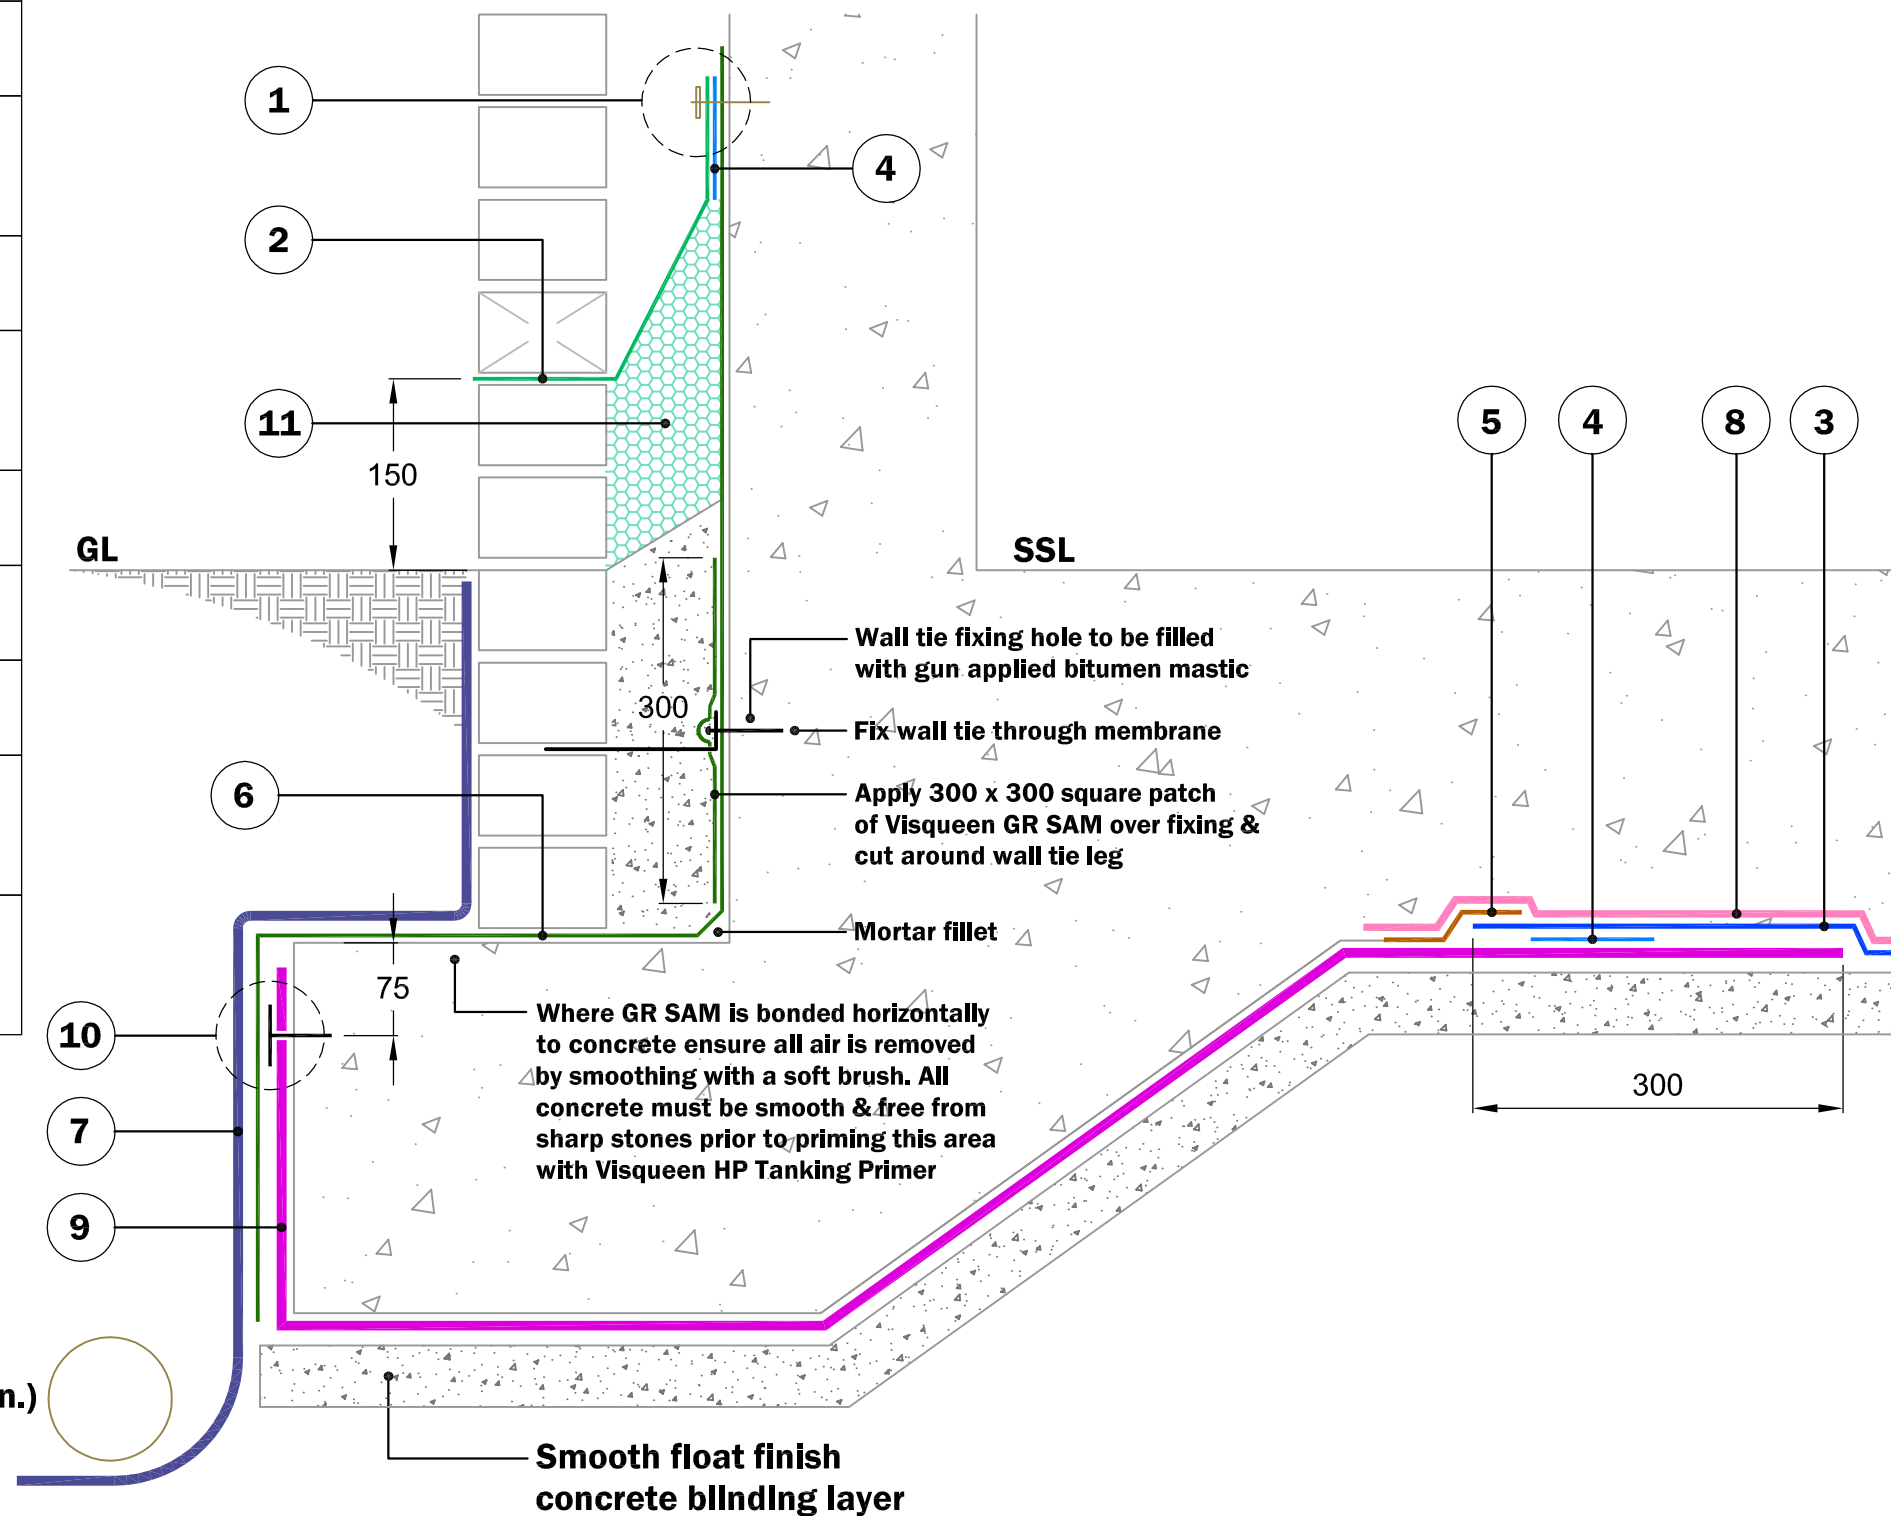 1
4
2
11
5
4
8
3
150
GL
SSL
Wall tie fixing hole to be filled
with gun applied bitumen mastic
300
Fix wall tie through membrane
6
Apply 300 x 300 square patch
of Visqueen GR SAM over fixing &
cut around wall tie leg
Mortar fillet
75
Where GR SAM is bonded horizontally
to concrete ensure all air is removed
by smoothing with a soft brush. All
concrete must be smooth & free from
sharp stones prior to priming this area
with Visqueen HP Tanking Primer
10
300
7
9
n.)
Smooth float finish
concrete blinding layer